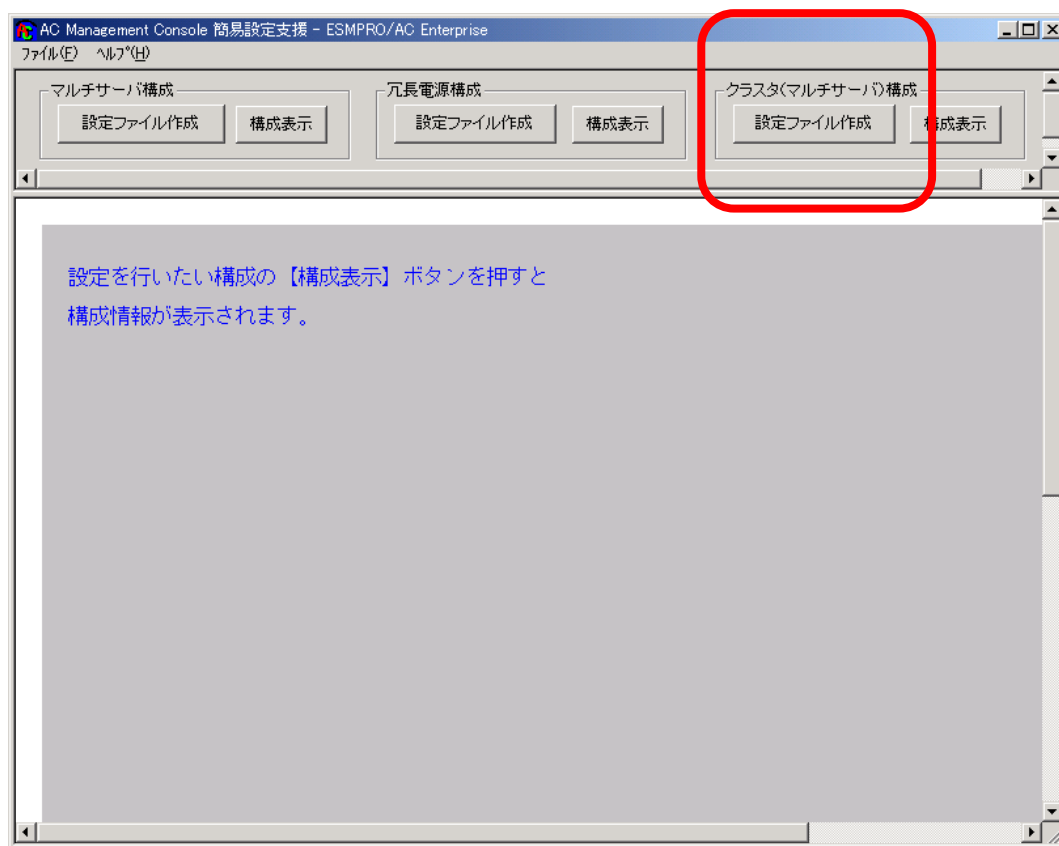 AC Management Console 簡易設定支援 - ESMPRO/AC Enterprise
ファイル(F) ヘルプ(H)
マルチサーバ構成 冗長電源構成 クラスタ(マルチサーバ)構成
設定ファイル作成 構成表示 設定ファイル作成 構成表示 設定ファイル作成 構成表示
設定を行いたい構成の【構成表示】ボタンを押すと
構成情報が表示されます。